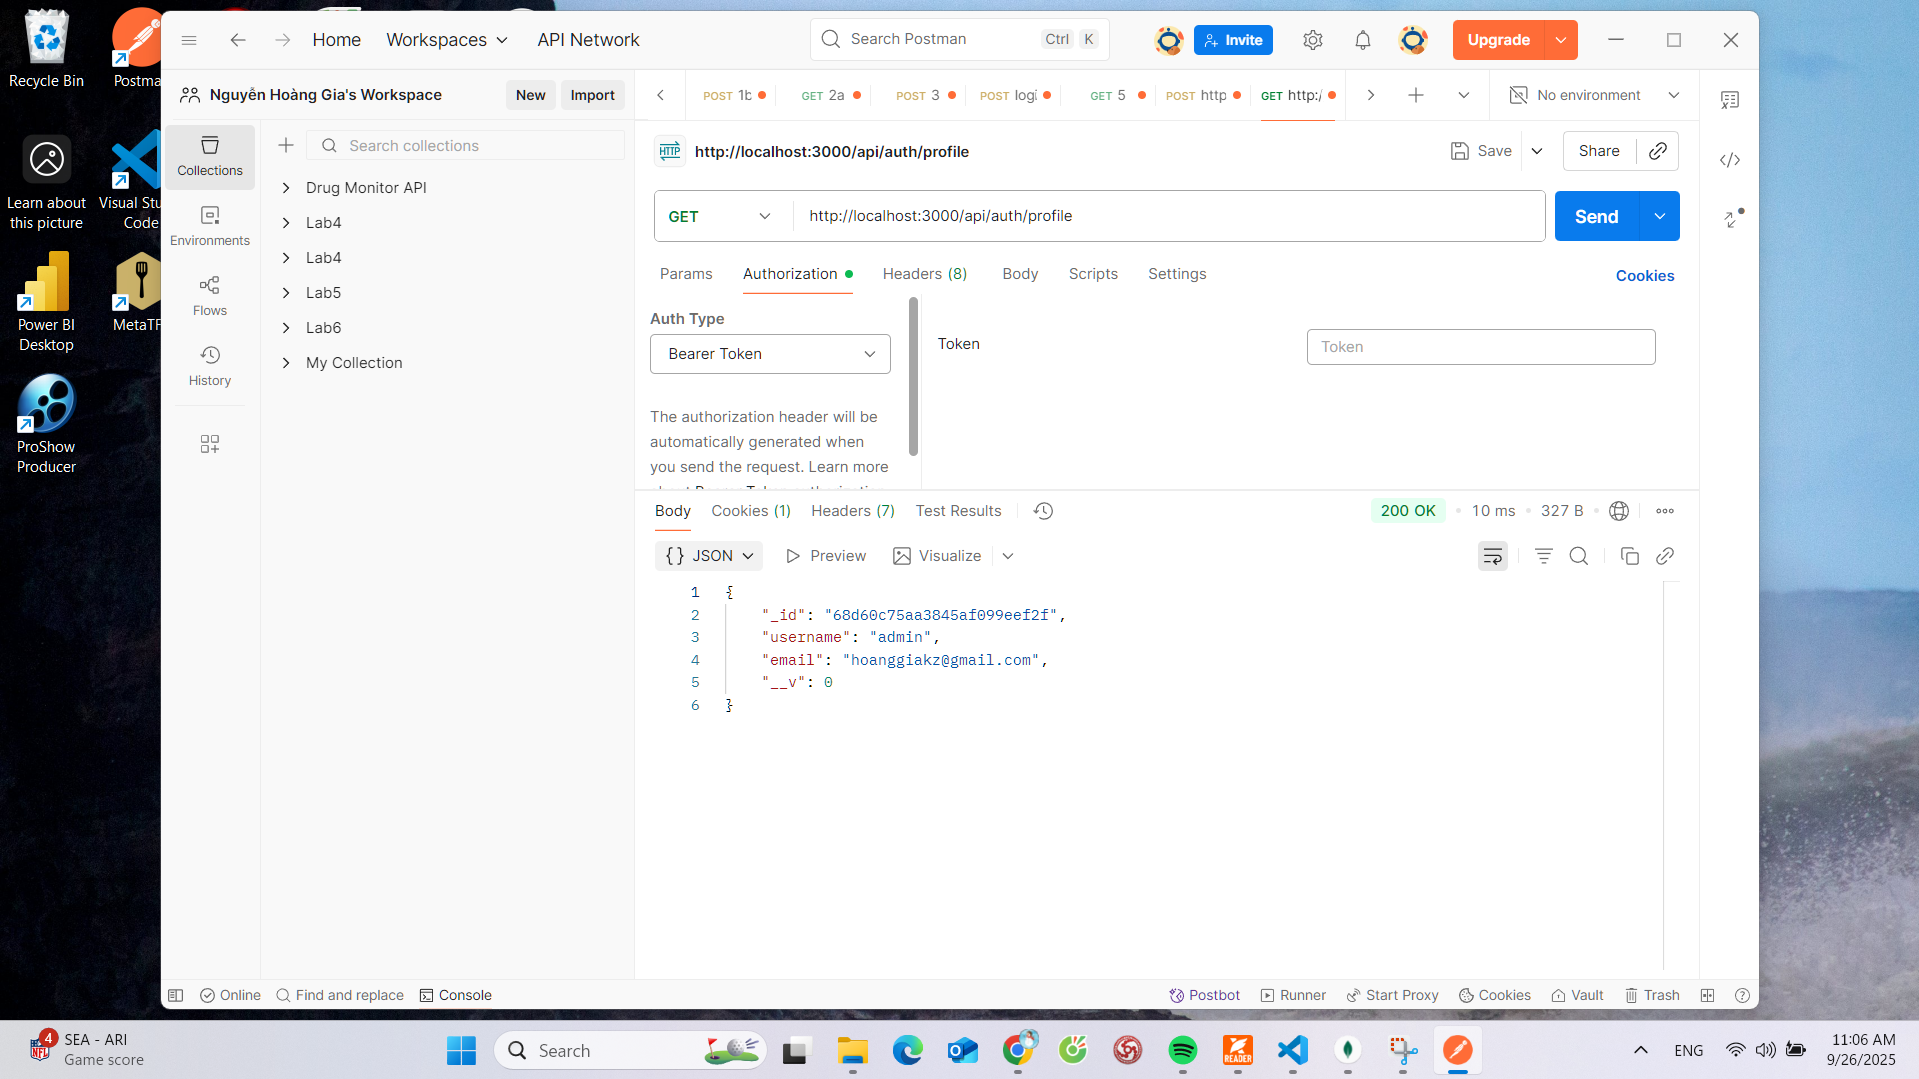 Recycle Bin
Postma
Learn about
this picture
Visual Stu
Code
Power BI
Desktop
MetaTF
ProShow
Producer
Home
Workspaces
API Network
Search Postman
Ctrl
K
Invite
Upgrade
Nguyễn Hoàng Gia's Workspace
New
Import
POST 1b
GET 2a
POST 3
POST logi
GET 5
POST http
GET http:/
No environment
Collections
Environments
Flows
History
Search collections
Drug Monitor API
Lab4
Lab4
Lab5
Lab6
My Collection
HTTP
http://localhost:3000/api/auth/profile
Save
Share
GET
http://localhost:3000/api/auth/profile
Send
Params
Authorization
Headers (8)
Body
Scripts
Settings
Cookies
Auth Type
Bearer Token
The authorization header will be
automatically generated when
you send the request. Learn more
Token
Token
Body
Cookies (1)
Headers (7)
Test Results
200 OK
10 ms
327 B
{} JSON
Preview
Visualize
1 {
2 "_id": "68d60c75aa3845af099eef2f",
3 "username": "admin",
4 "email": "hoanggiakz@gmail.com",
5 "__v": 0
6 }
Online
Find and replace
Console
Postbot
Runner
Start Proxy
Cookies
Vault
Trash
4
NFL
SEA - ARI
Game score
Search
READER
ENG
11:06 AM
9/26/2025